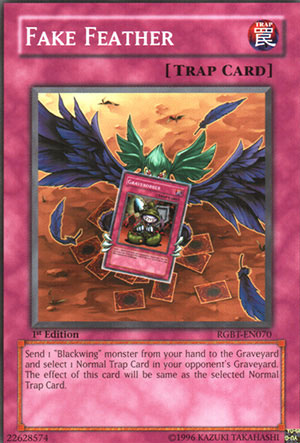 FAKE FEATHER
TRAP
罠
[TRAP CARD]
GRAVEROBBER
1st Edition
RGBT-EN070
Send 1 "Blackwing" monster from your hand to the Graveyard
and select 1 Normal Trap Card in your opponent's Graveyard.
The effect of this card will be same as the selected Normal
Trap Card.
22628574
©1996 KAZUKI TAKAHASHI